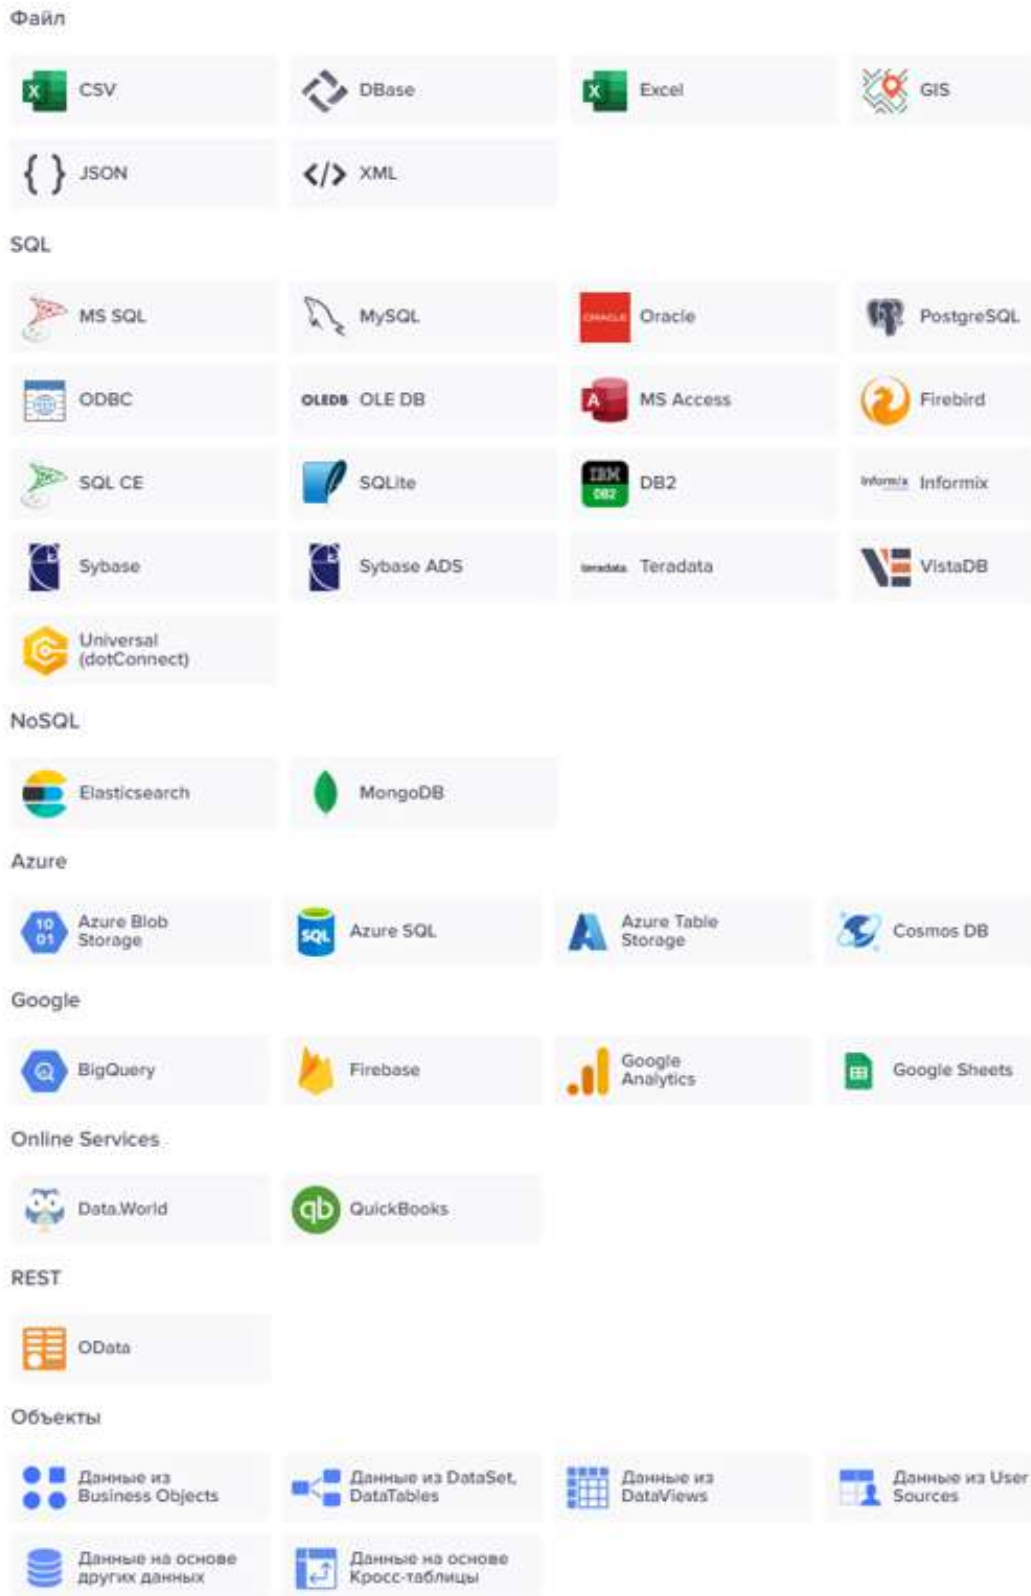 Файл
CSV
DBase
Excel
GIS
{ } JSON
</> XML
SQL
MS SQL
MySQL
ORACLE Oracle
PostgreSQL
ODBC
OLEDB OLE DB
A MS Access
Firebird
SQL CE
SQLite
IBM DB2 DB2
Informix Informix
Sybase
Sybase ADS
teradata. Teradata
VistaDB
Universal
(dotConnect)
NoSQL
Elasticsearch
MongoDB
Azure
10
01
Azure Blob
Storage
SQL Azure SQL
Azure Table
Storage
Cosmos DB
Google
BigQuery
Firebase
Google
Analytics
Google Sheets
Online Services
Data.World
qb QuickBooks
REST
OData
Объекты
Данные из
Business Objects
Данные из DataSet,
DataTables
Данные из
DataViews
Данные из User
Sources
Данные на основе
других данных
Данные на основе
Кросс-таблицы